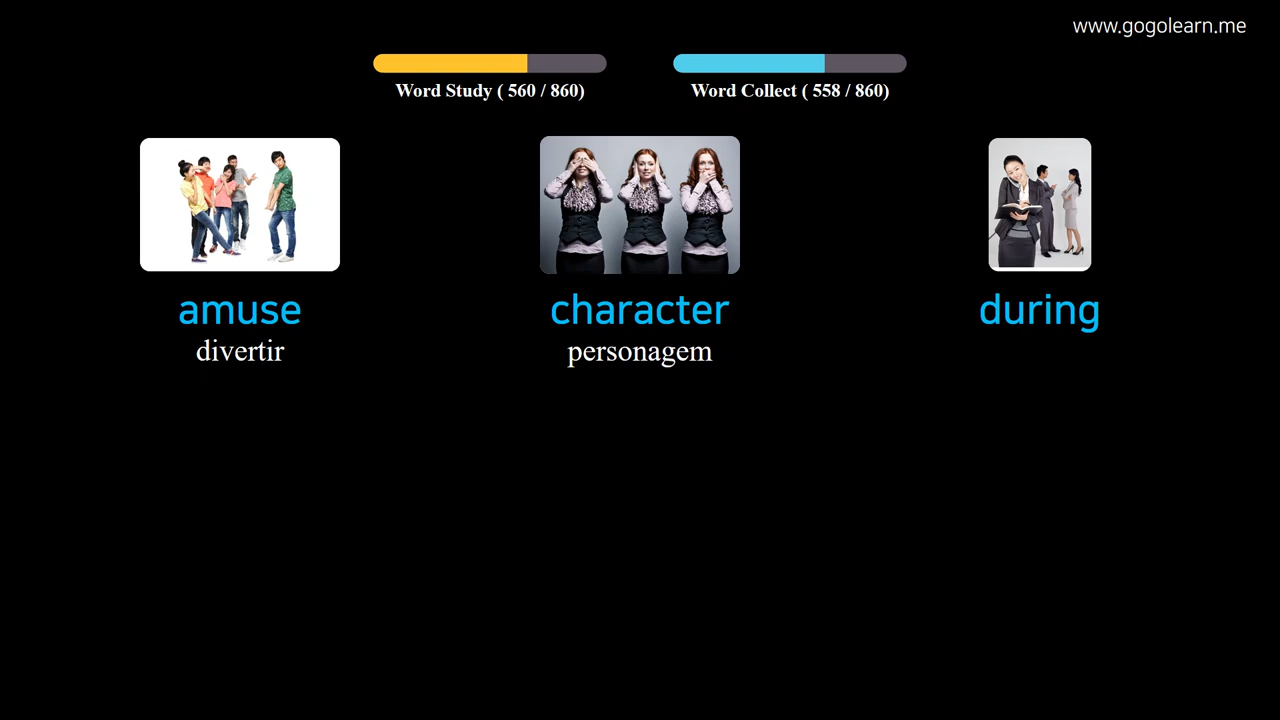 www.gogolearn.me
Word Study ( 560 / 860)
Word Collect ( 558 / 860)
amuse
divertir
character
personagem
during